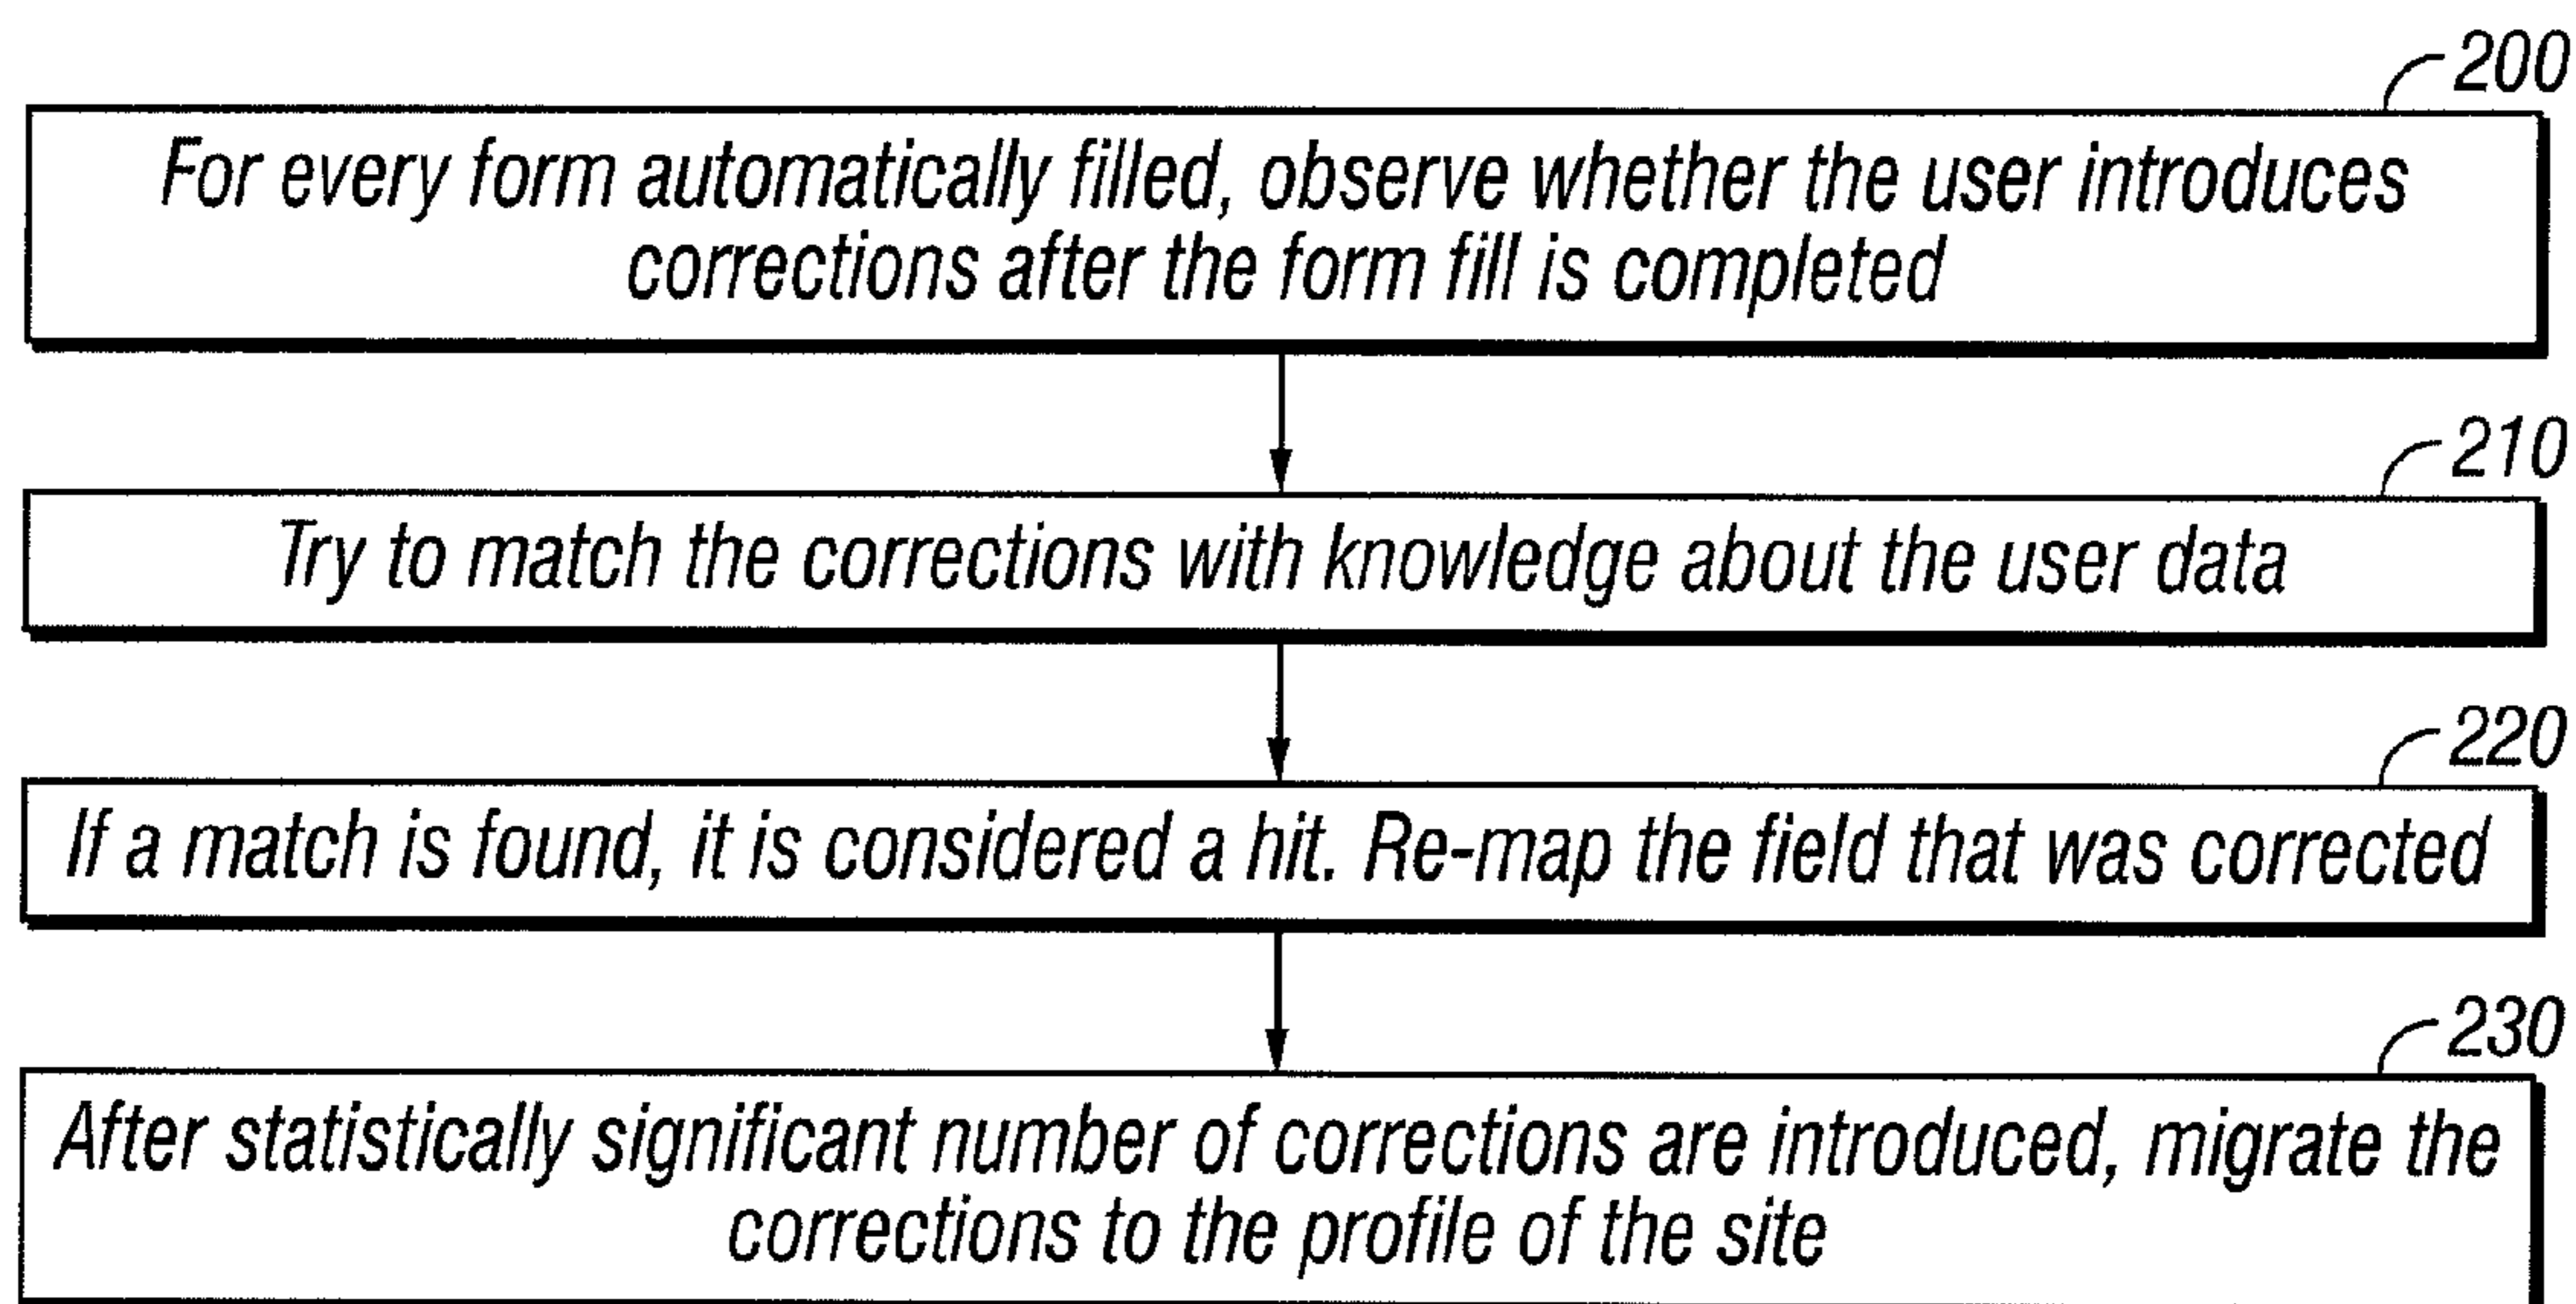 200
For every form automatically filled, observe whether the user introduces
corrections after the form fill is completed
210
Try to match the corrections with knowledge about the user data
220
If a match is found, it is considered a hit. Re-map the field that was corrected
230
After statistically significant number of corrections are introduced, migrate the
corrections to the profile of the site